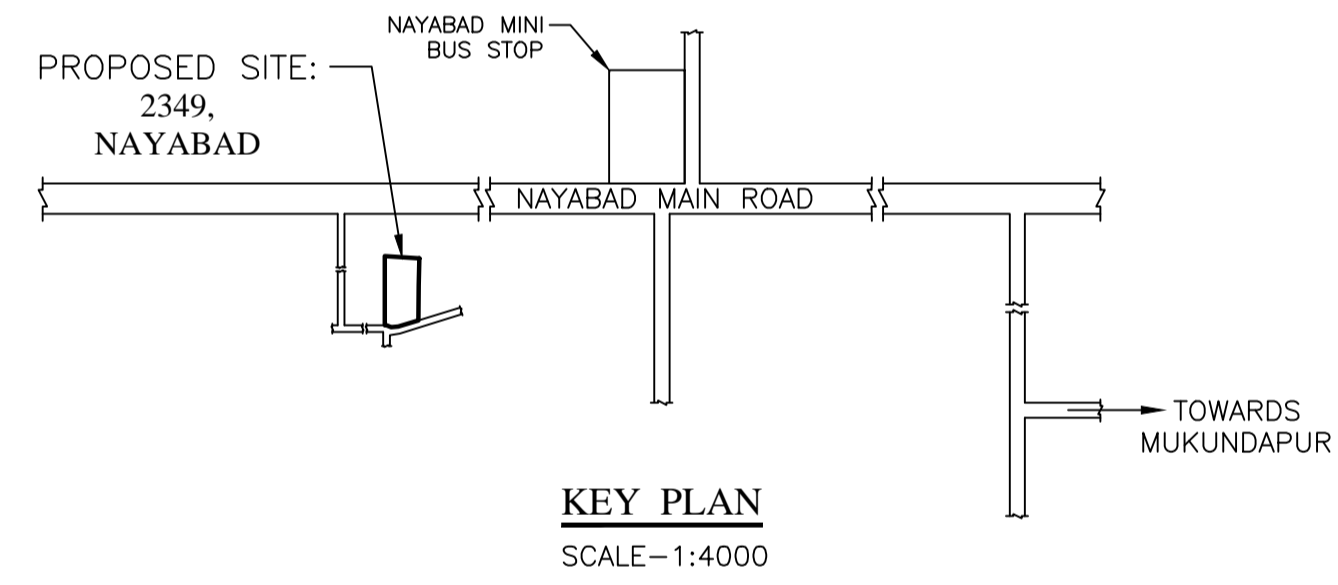 NAYABAD MINI
BUS STOP
PROPOSED SITE:
2349,
NAYABAD
NAYABAD MAIN ROAD
TOWARDS
MUKUNDAPUR
KEY PLAN
SCALE-1:4000